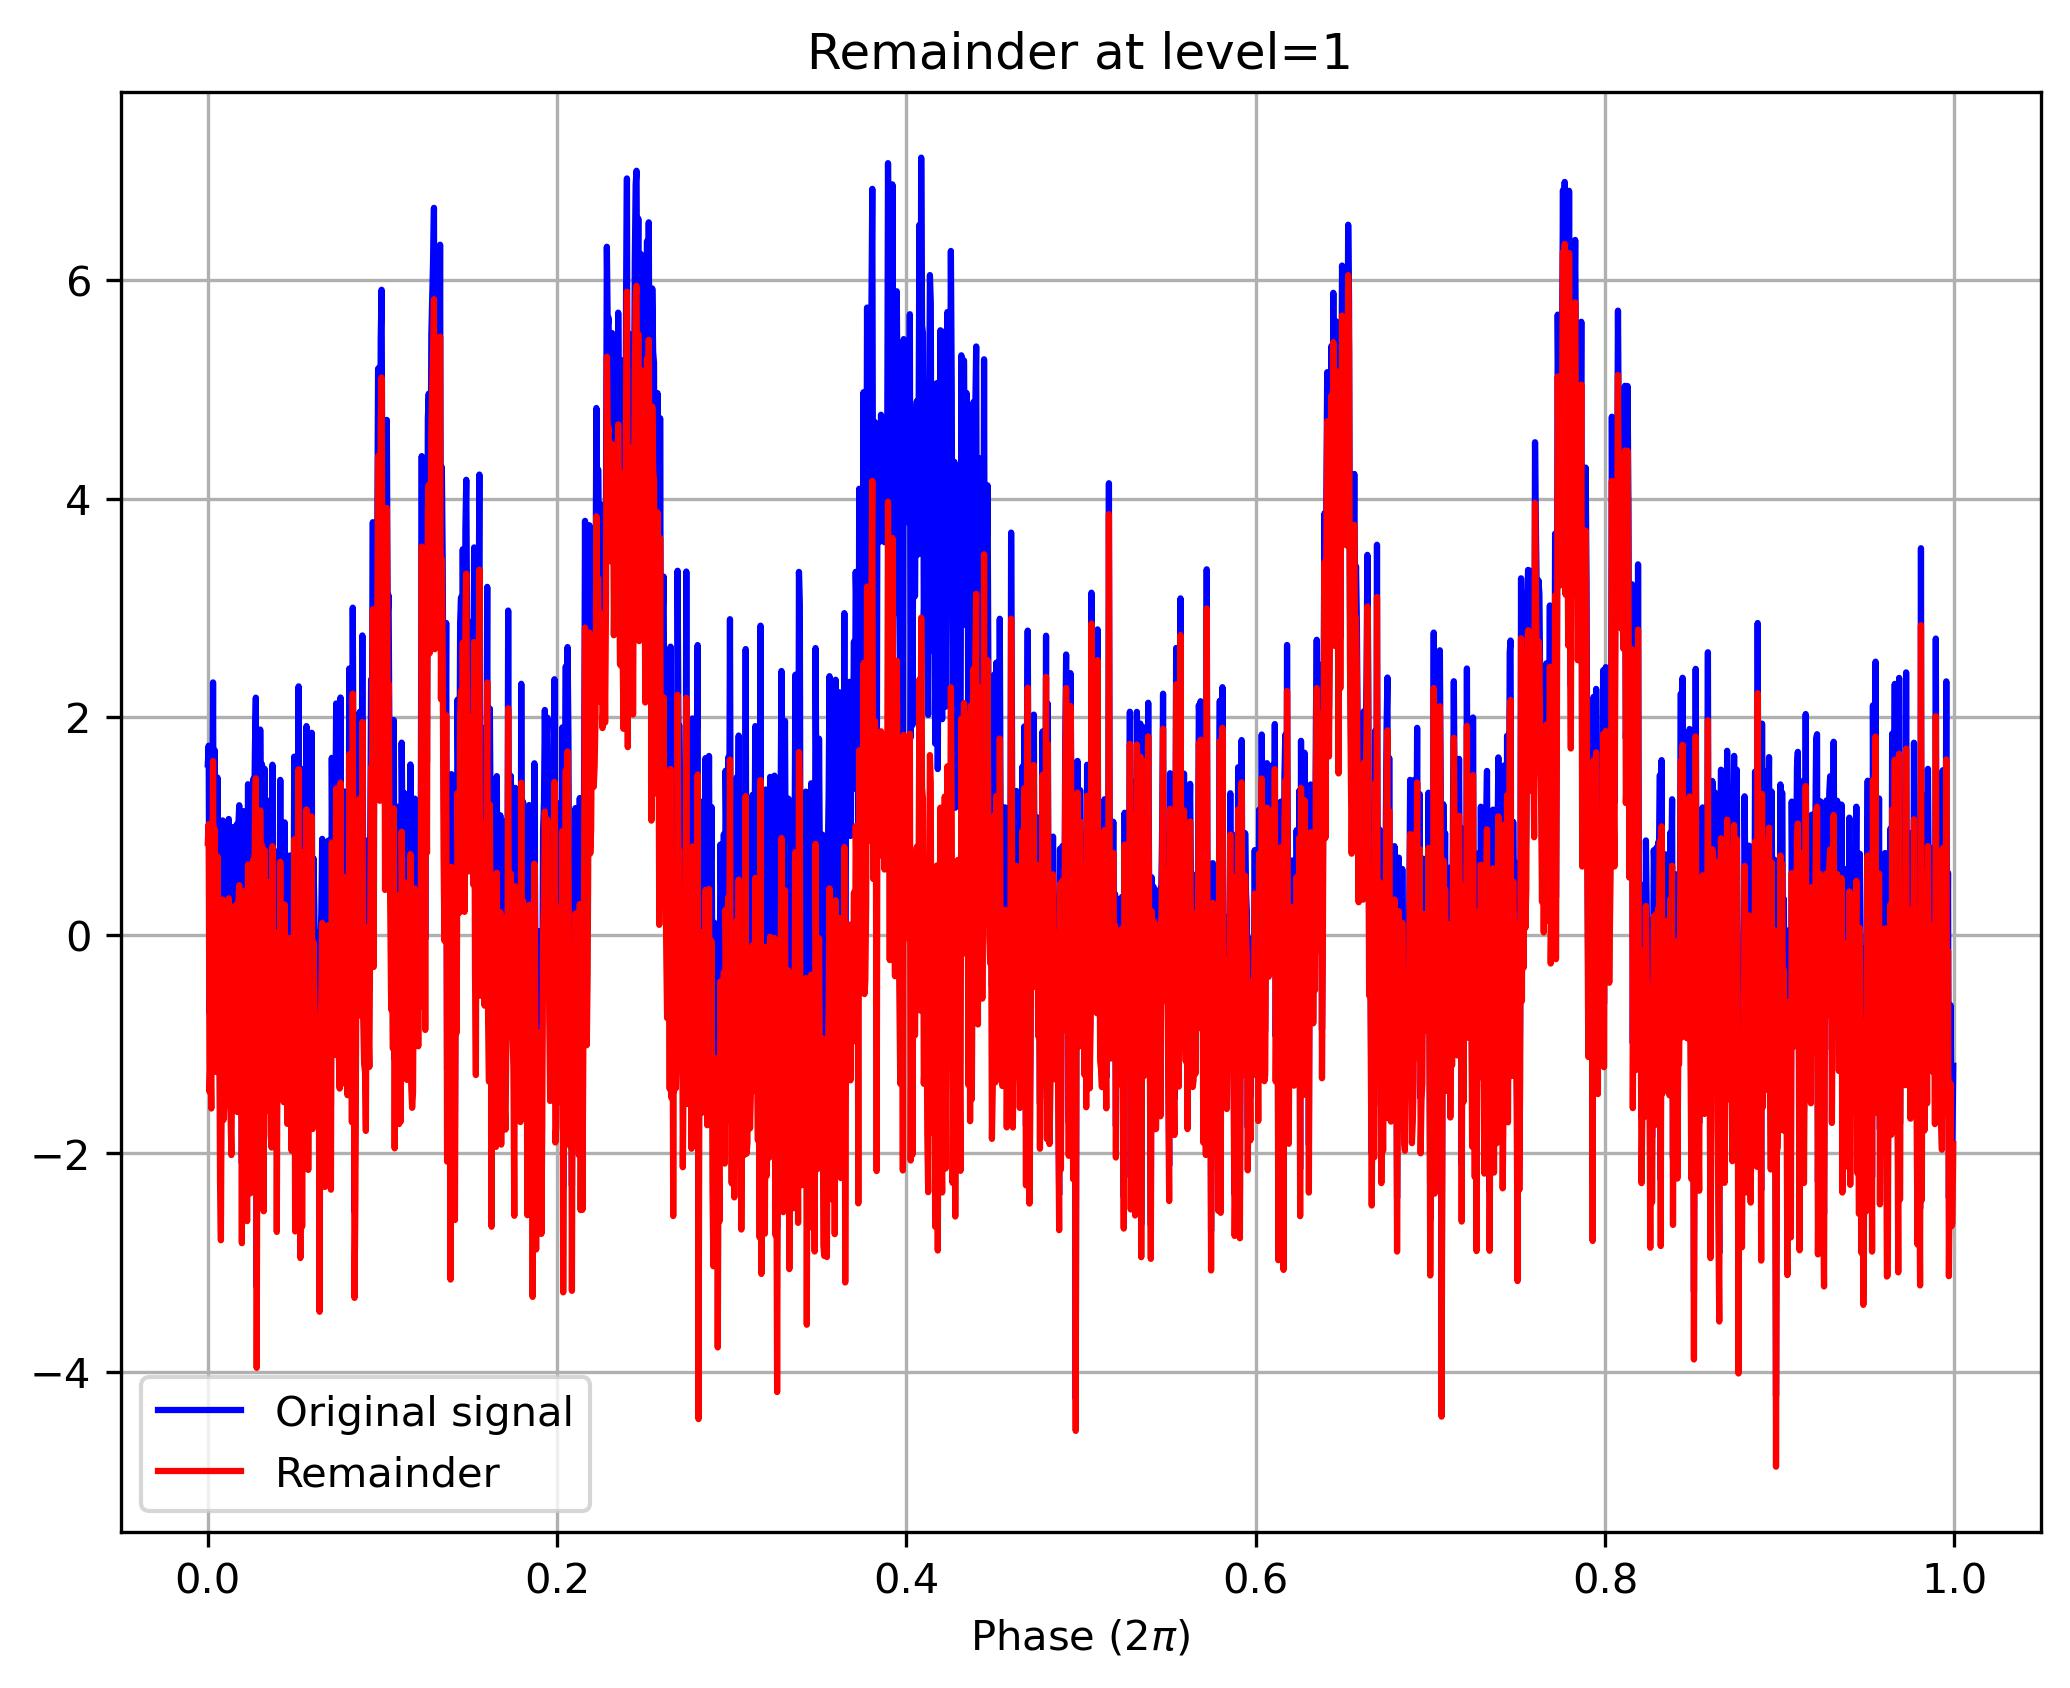 Remainder at level=1
6
4
2
0
−2
−4
Original signal
Remainder
0.0 0.2 0.4 0.6 0.8 1.0
Phase (2π)